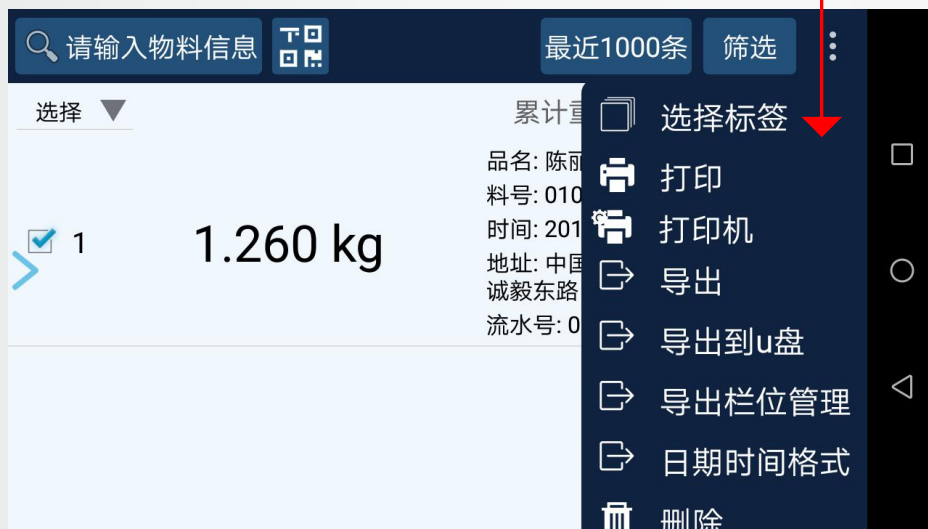 请输入物料信息
最近1000条
筛选
选择
累计
1
1.260 kg
品名: 陈丽
料号: 010
时间: 201
地址: 中国
诚毅东路
流水号: 0
选择标签
打印
打印机
导出
导出到u盘
导出栏位管理
日期时间格式
删除